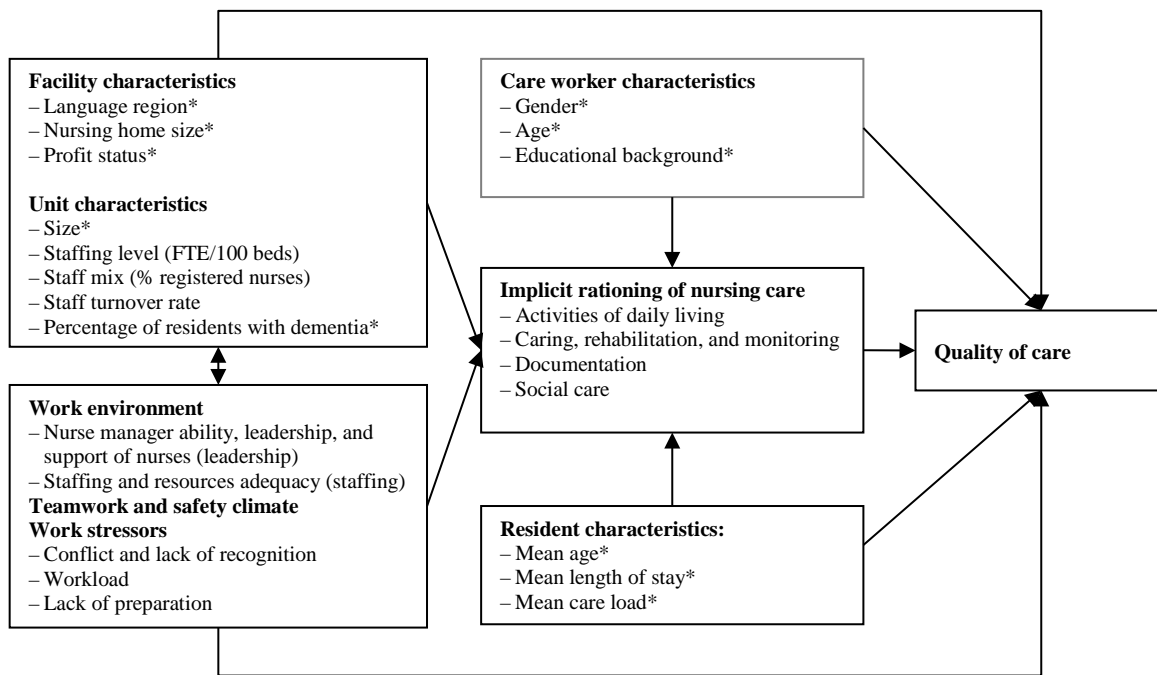 Facility characteristics
– Language region*
– Nursing home size*
– Profit status*
Unit characteristics
– Size*
– Staffing level (FTE/100 beds)
– Staff mix (% registered nurses)
– Staff turnover rate
– Percentage of residents with dementia*
Work environment
– Nurse manager ability, leadership, and
support of nurses (leadership)
– Staffing and resources adequacy (staffing)
Teamwork and safety climate
Work stressors
– Conflict and lack of recognition
– Workload
– Lack of preparation
Care worker characteristics
– Gender*
– Age*
– Educational background*
Implicit rationing of nursing care
– Activities of daily living
– Caring, rehabilitation, and monitoring
– Documentation
– Social care
Resident characteristics:
– Mean age*
– Mean length of stay*
– Mean care load*
Quality of care